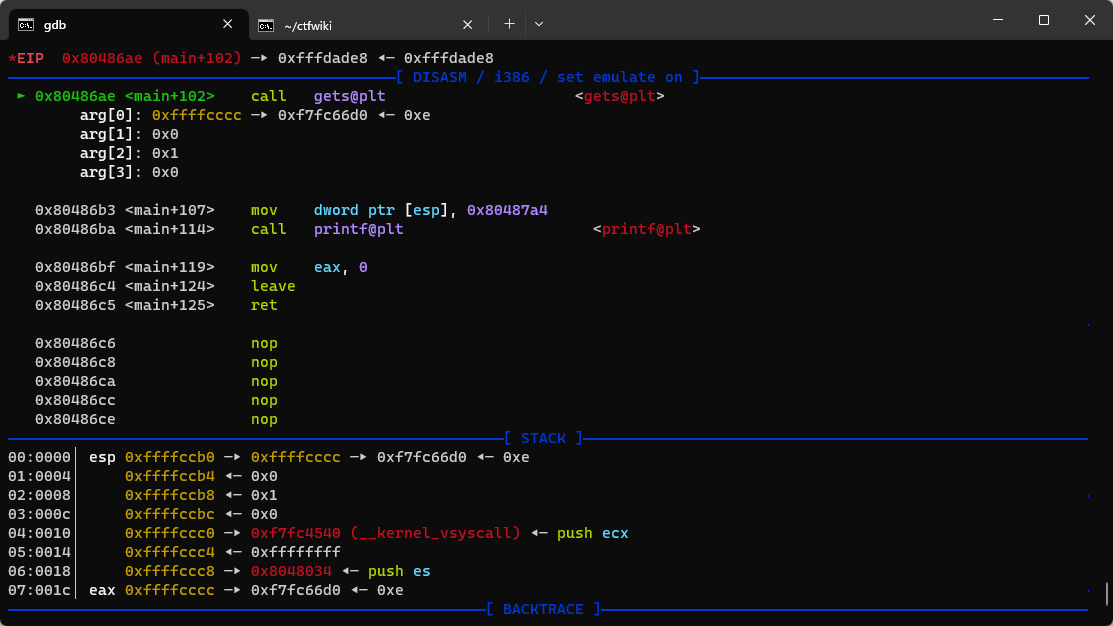 gdb
~/ctfwiki
*EIP  0x80486ae (main+102) —▸ 0xfffdade8 ◂— 0xfffdade8
[ DISASM / i386 / set emulate on ]
► 0x80486ae <main+102>    call   gets@plt                     <gets@plt>
arg[0]: 0xffffcccc —▸ 0xf7fc66d0 ◂— 0xe
arg[1]: 0x0
arg[2]: 0x1
arg[3]: 0x0
0x80486b3 <main+107>    mov    dword ptr [esp], 0x80487a4
0x80486ba <main+114>    call   printf@plt                     <printf@plt>
0x80486bf <main+119>    mov    eax, 0
0x80486c4 <main+124>    leave
0x80486c5 <main+125>    ret
0x80486c6               nop
0x80486c8               nop
0x80486ca               nop
0x80486cc               nop
0x80486ce               nop
[ STACK ]
00:0000│ esp 0xffffccb0 —▸ 0xffffcccc —▸ 0xf7fc66d0 ◂— 0xe
01:0004│     0xffffccb4 ◂— 0x0
02:0008│     0xffffccb8 ◂— 0x1
03:000c│     0xffffccbc ◂— 0x0
04:0010│     0xffffccc0 —▸ 0xf7fc4540 (__kernel_vsyscall) ◂— push ecx
05:0014│     0xffffccc4 ◂— 0xffffffff
06:0018│     0xffffccc8 —▸ 0x8048034 ◂— push es
07:001c│ eax 0xffffcccc —▸ 0xf7fc66d0 ◂— 0xe
[ BACKTRACE ]